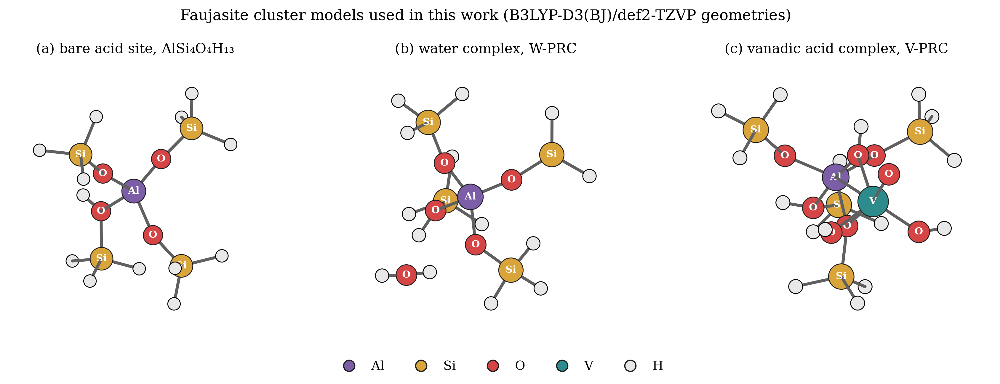 Faujasite cluster models used in this work (B3LYP-D3(BJ)/def2-TZVP geometries)
(a) bare acid site, AlSi₄O₄H₁₃
(b) water complex, W-PRC
(c) vanadic acid complex, V-PRC
Si
Si
O
O
Al
O
O
Si
Si
Si
Si
O
O
Si
Al
O
O
Si
O
Si
Si
O
O
O
O
Al
V
O
Si
O
O
O
Si
Al
Si
O
V
H